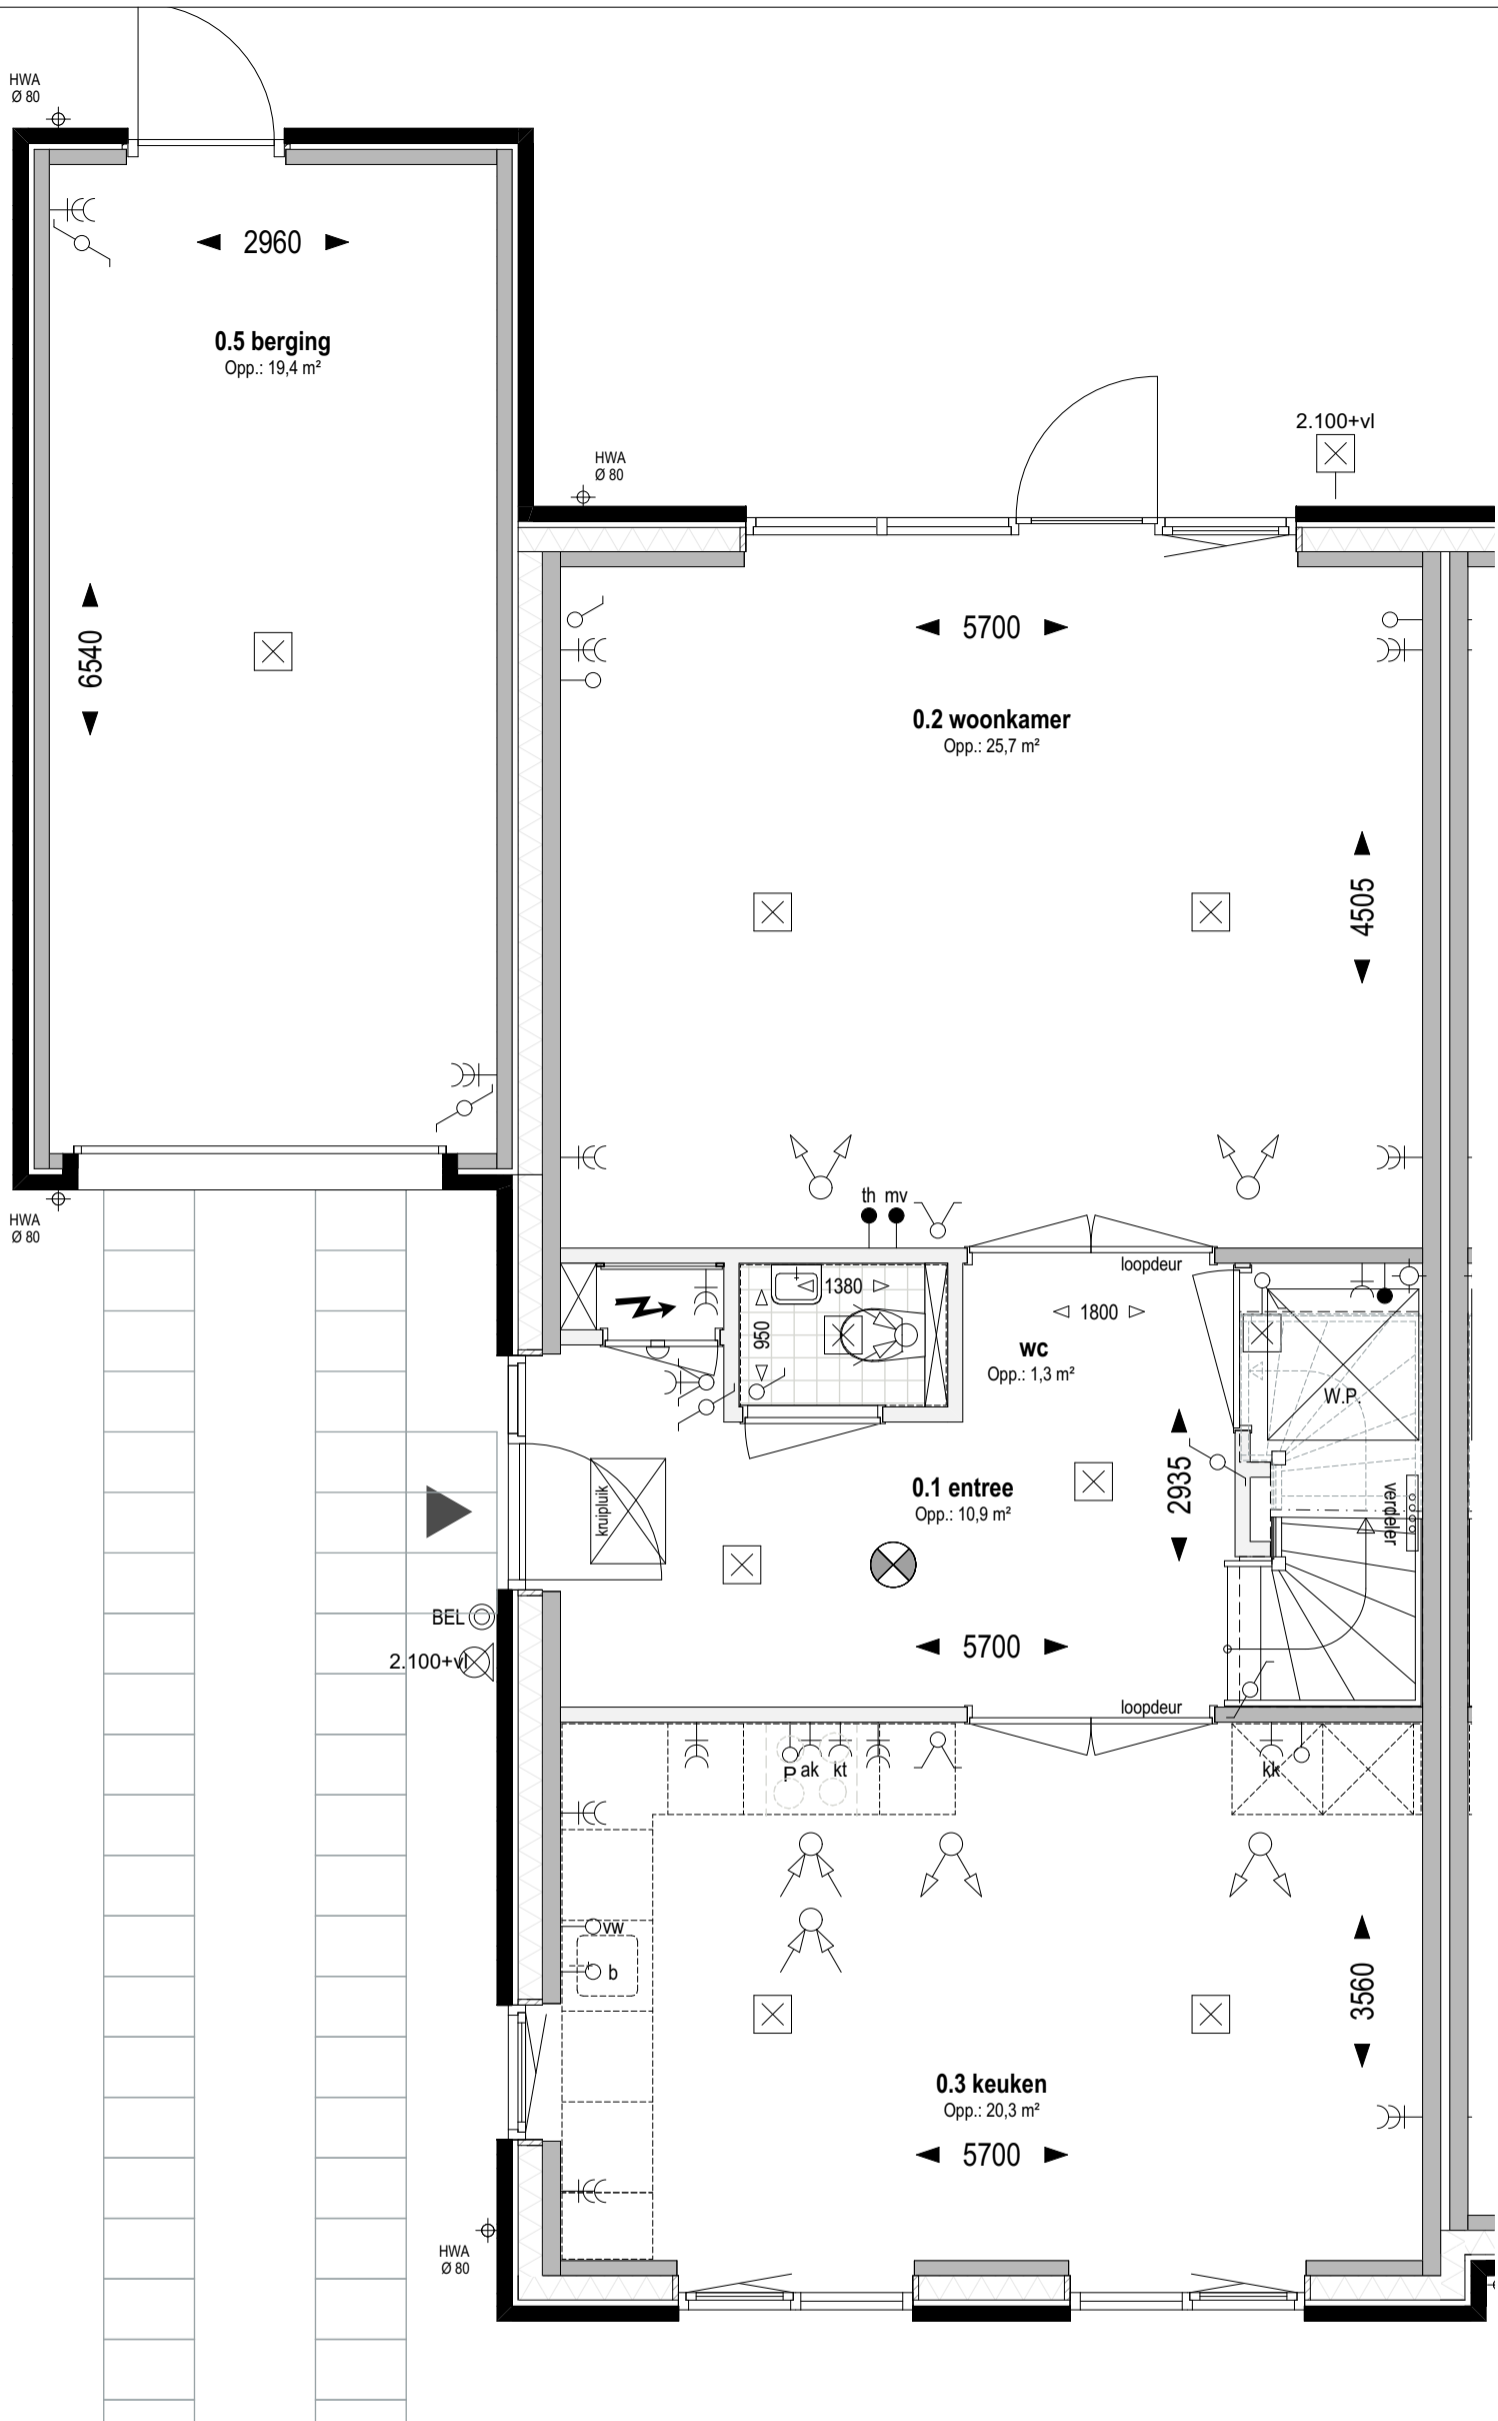 HWA
Ø 80
2960
0.5 berging
Opp.: 19,4 m²
6540
HWA
Ø 80
2.100+vl
5700
0.2 woonkamer
Opp.: 25,7 m²
4505
HWA
Ø 80
th mv
loopdeur
1380
950
1800
wc
Opp.: 1,3 m²
W.P.
kruipluik
0.1 entree
Opp.: 10,9 m²
2935
verdeler
BEL
2.100+vl
5700
loopdeur
P ak kt
kk
vw
b
3560
0.3 keuken
Opp.: 20,3 m²
5700
HWA
Ø 80